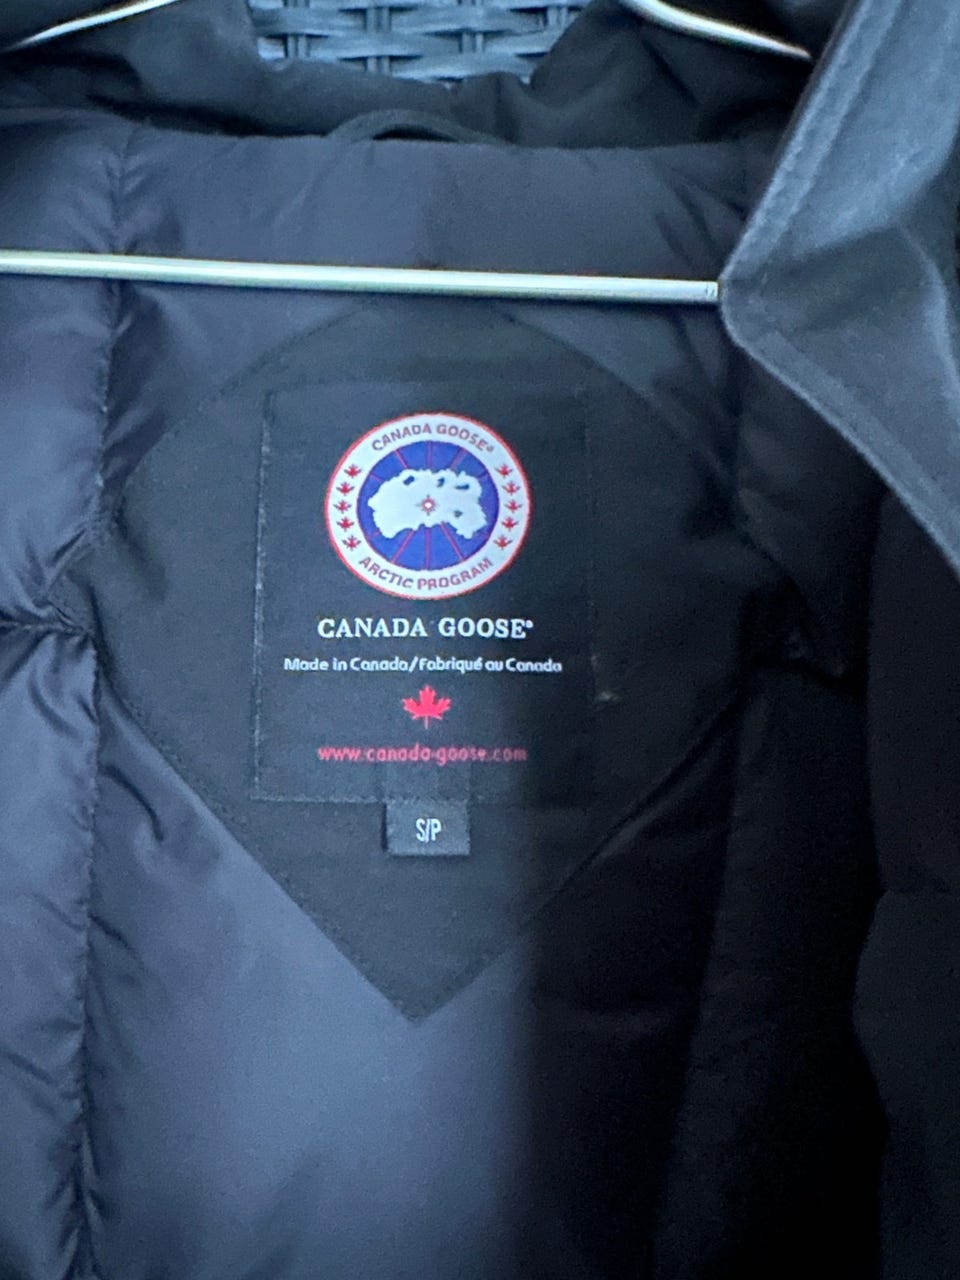 CANADA GOOSE®
ARCTIC PROGRAM
CANADA GOOSE®
Made in Canada/Fabriqué au Canada
www.canada-goose.com
S/P